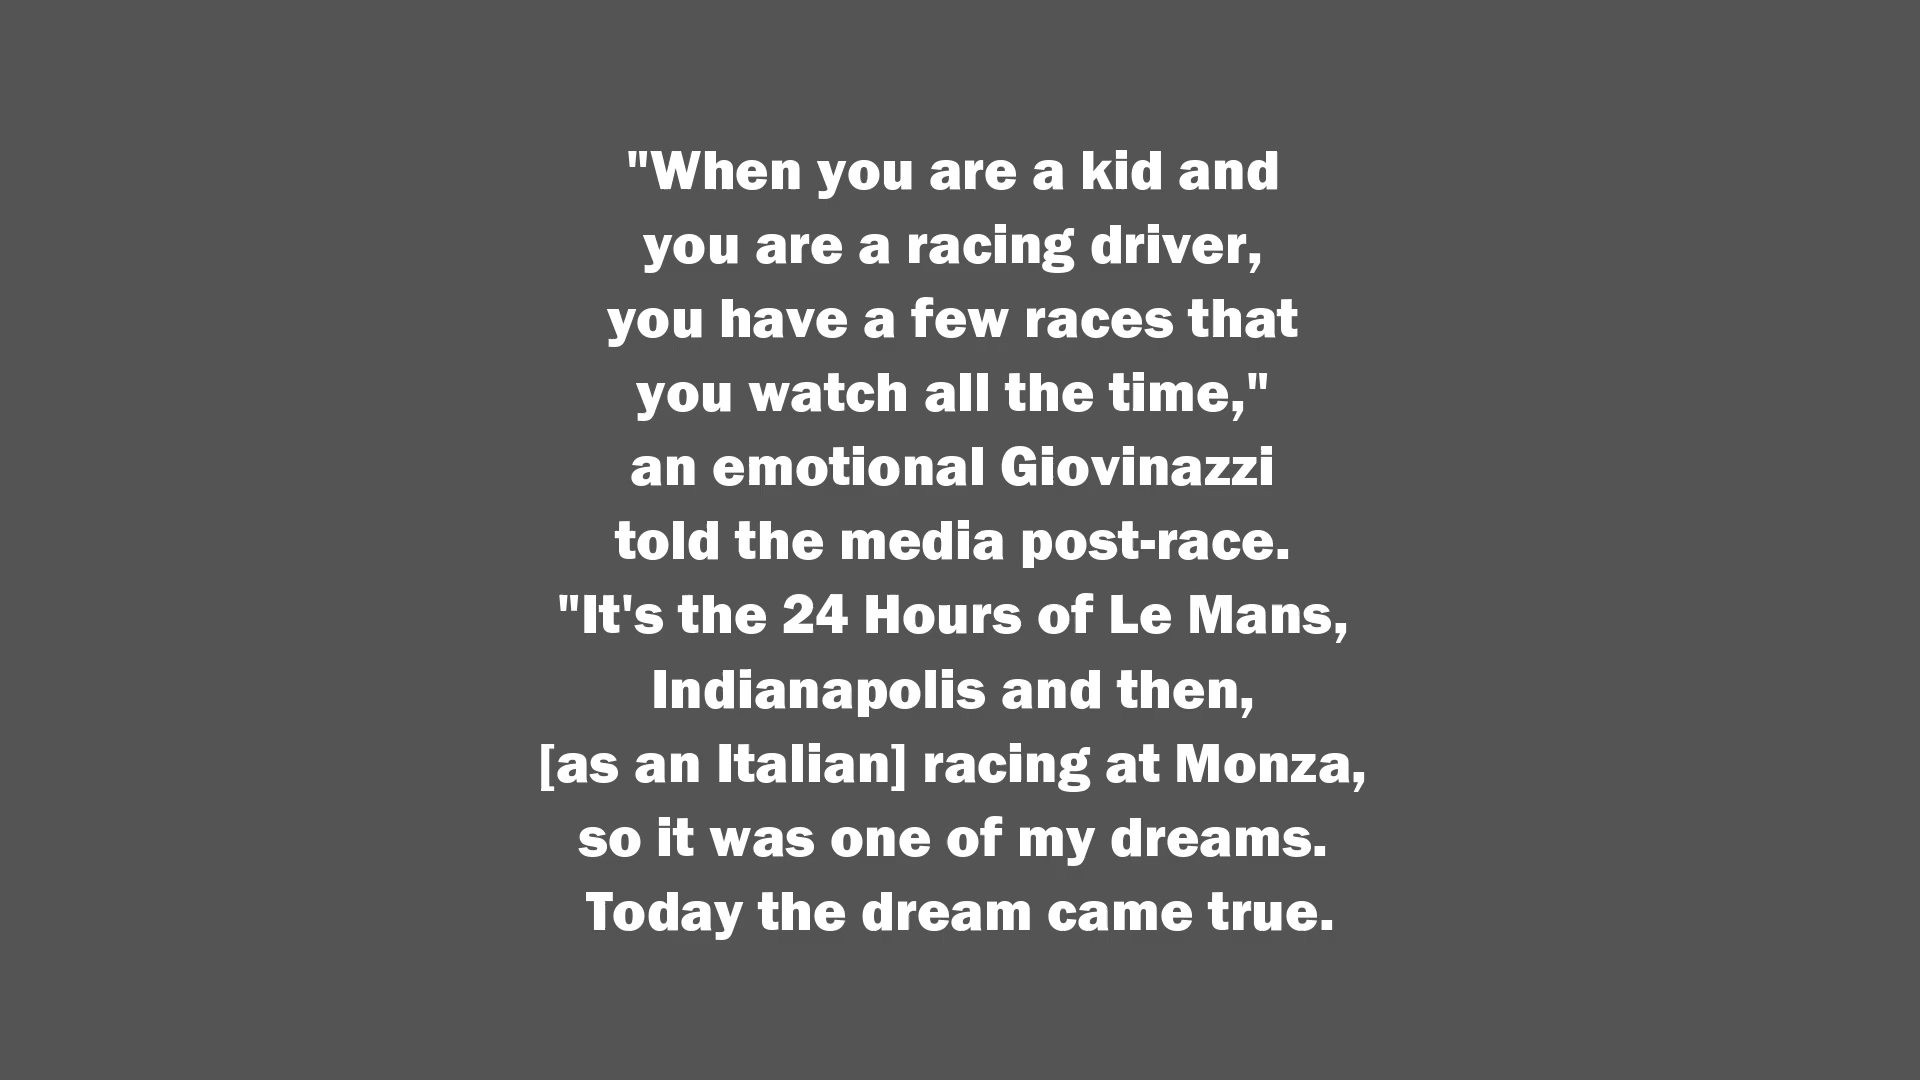 "When you are a kid and
you are a racing driver,
you have a few races that
you watch all the time,"
an emotional Giovinazzi
told the media post-race.
"It's the 24 Hours of Le Mans,
Indianapolis and then,
[as an Italian] racing at Monza,
so it was one of my dreams.
Today the dream came true.